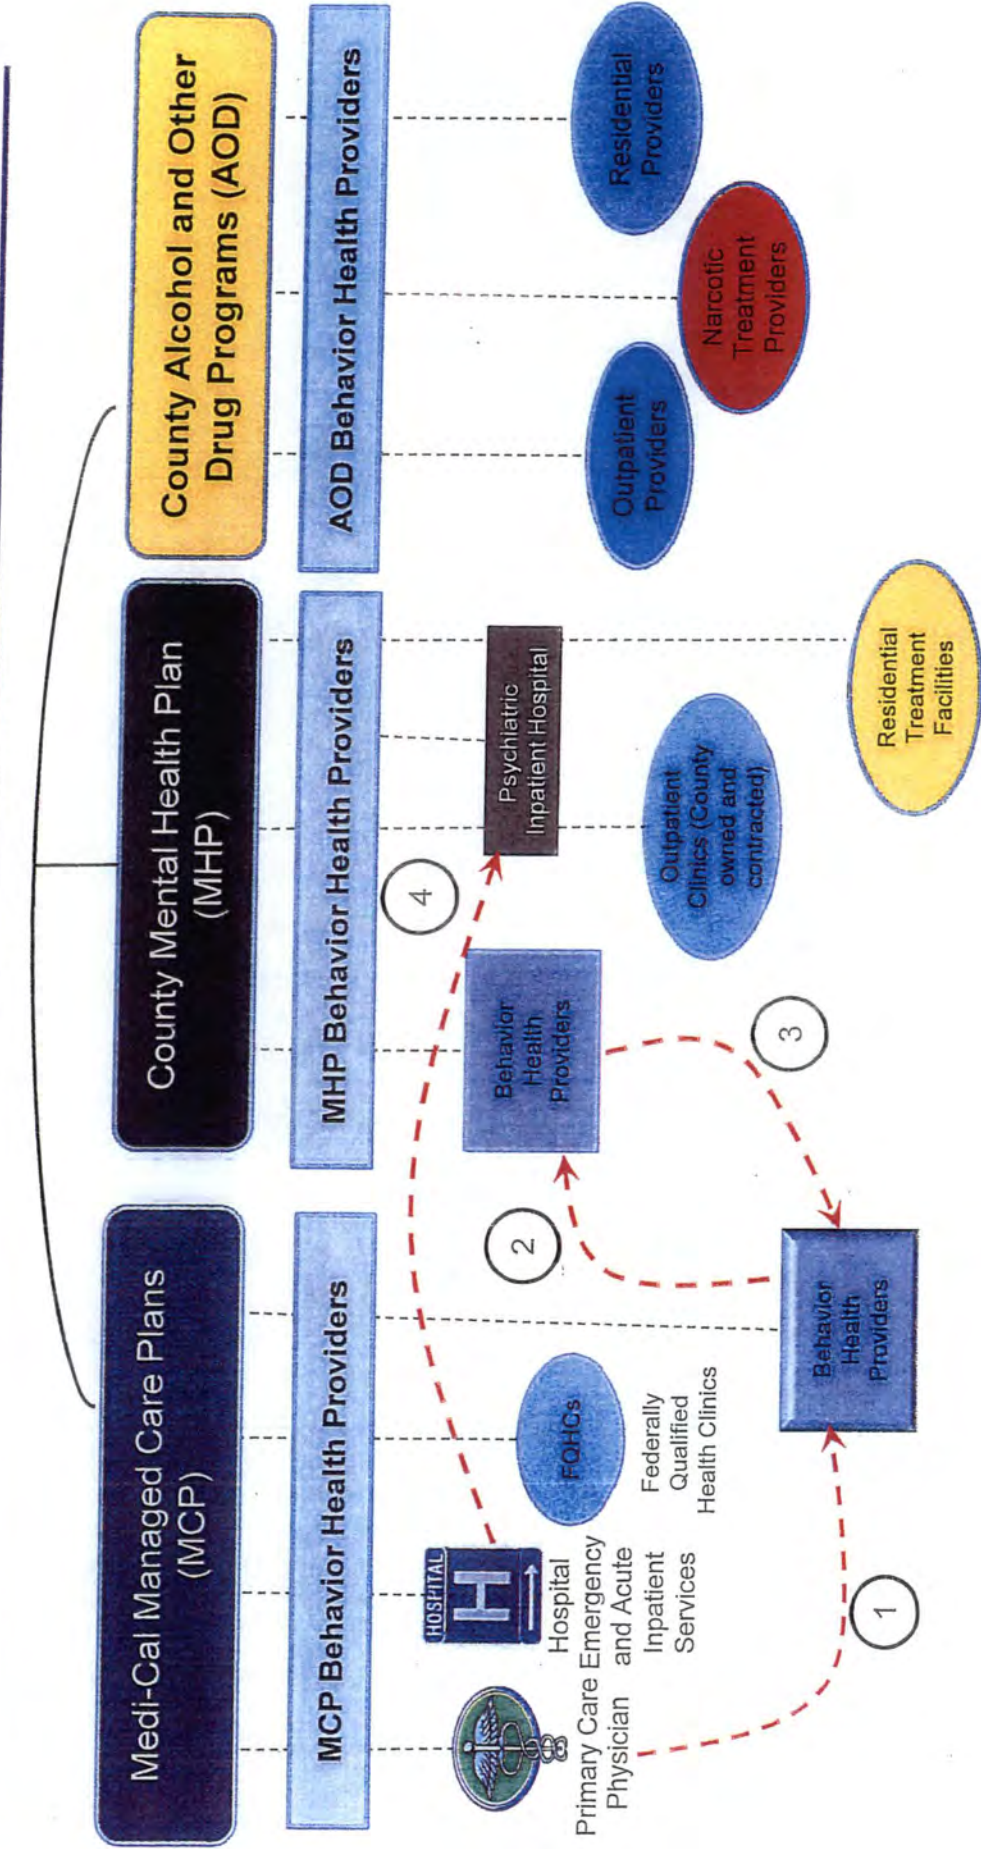 Medi-Cal Managed Care Plans
(MCP)
County Mental Health Plan
(MHP)
County Alcohol and Other
Drug Programs (AOD)
MCP Behavior Health Providers
MHP Behavior Health Providers
AOD Behavior Health Providers
HOSPITAL
H
Primary Care
Physician
Hospital
Emergency
and Acute
Inpatient
Services
FQHCs
Federally
Qualified
Health Clinics
Behavior
Health
Providers
1
2
3
4
Behavior
Health
Providers
Psychiatric
Inpatient Hospital
Outpatient
Clinics (County
owned and
contracted)
Residential
Treatment
Facilities
Outpatient
Providers
Narcotic
Treatment
Providers
Residential
Providers